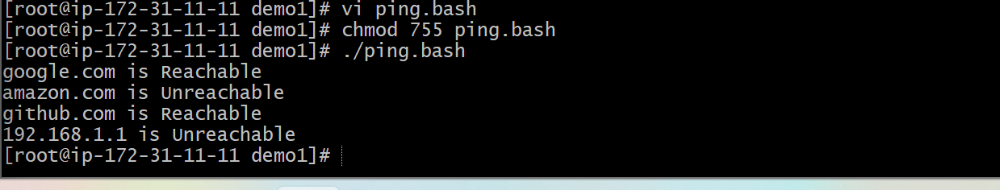 [root@ip-172-31-11-11 demo1]# vi ping.bash
[root@ip-172-31-11-11 demo1]# chmod 755 ping.bash
[root@ip-172-31-11-11 demo1]# ./ping.bash
google.com is Reachable
amazon.com is Unreachable
github.com is Reachable
192.168.1.1 is Unreachable
[root@ip-172-31-11-11 demo1]#